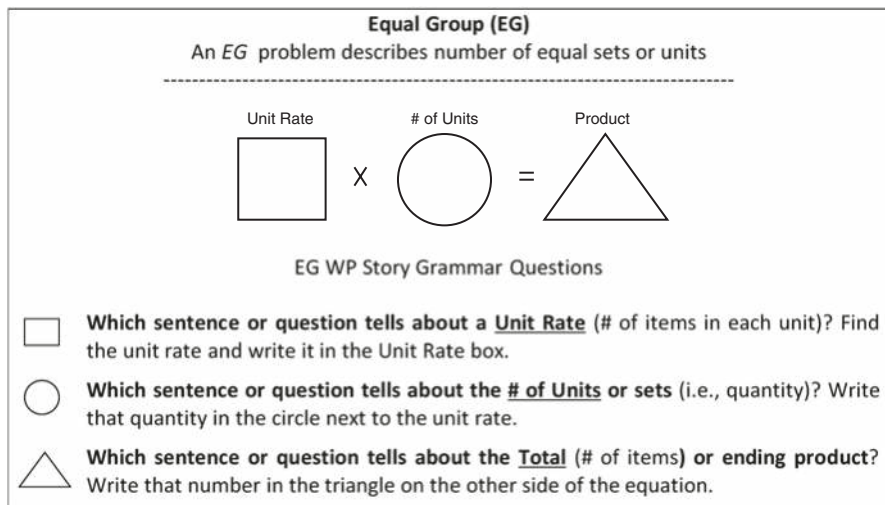 Equal Group (EG)
An EG problem describes number of equal sets or units
--------------------------------------------------------------------------------
Unit Rate # of Units Product
X =
EG WP Story Grammar Questions
Which sentence or question tells about a Unit Rate (# of items in each unit)? Find
the unit rate and write it in the Unit Rate box.
Which sentence or question tells about the # of Units or sets (i.e., quantity)? Write
that quantity in the circle next to the unit rate.
Which sentence or question tells about the Total (# of items) or ending product?
Write that number in the triangle on the other side of the equation.